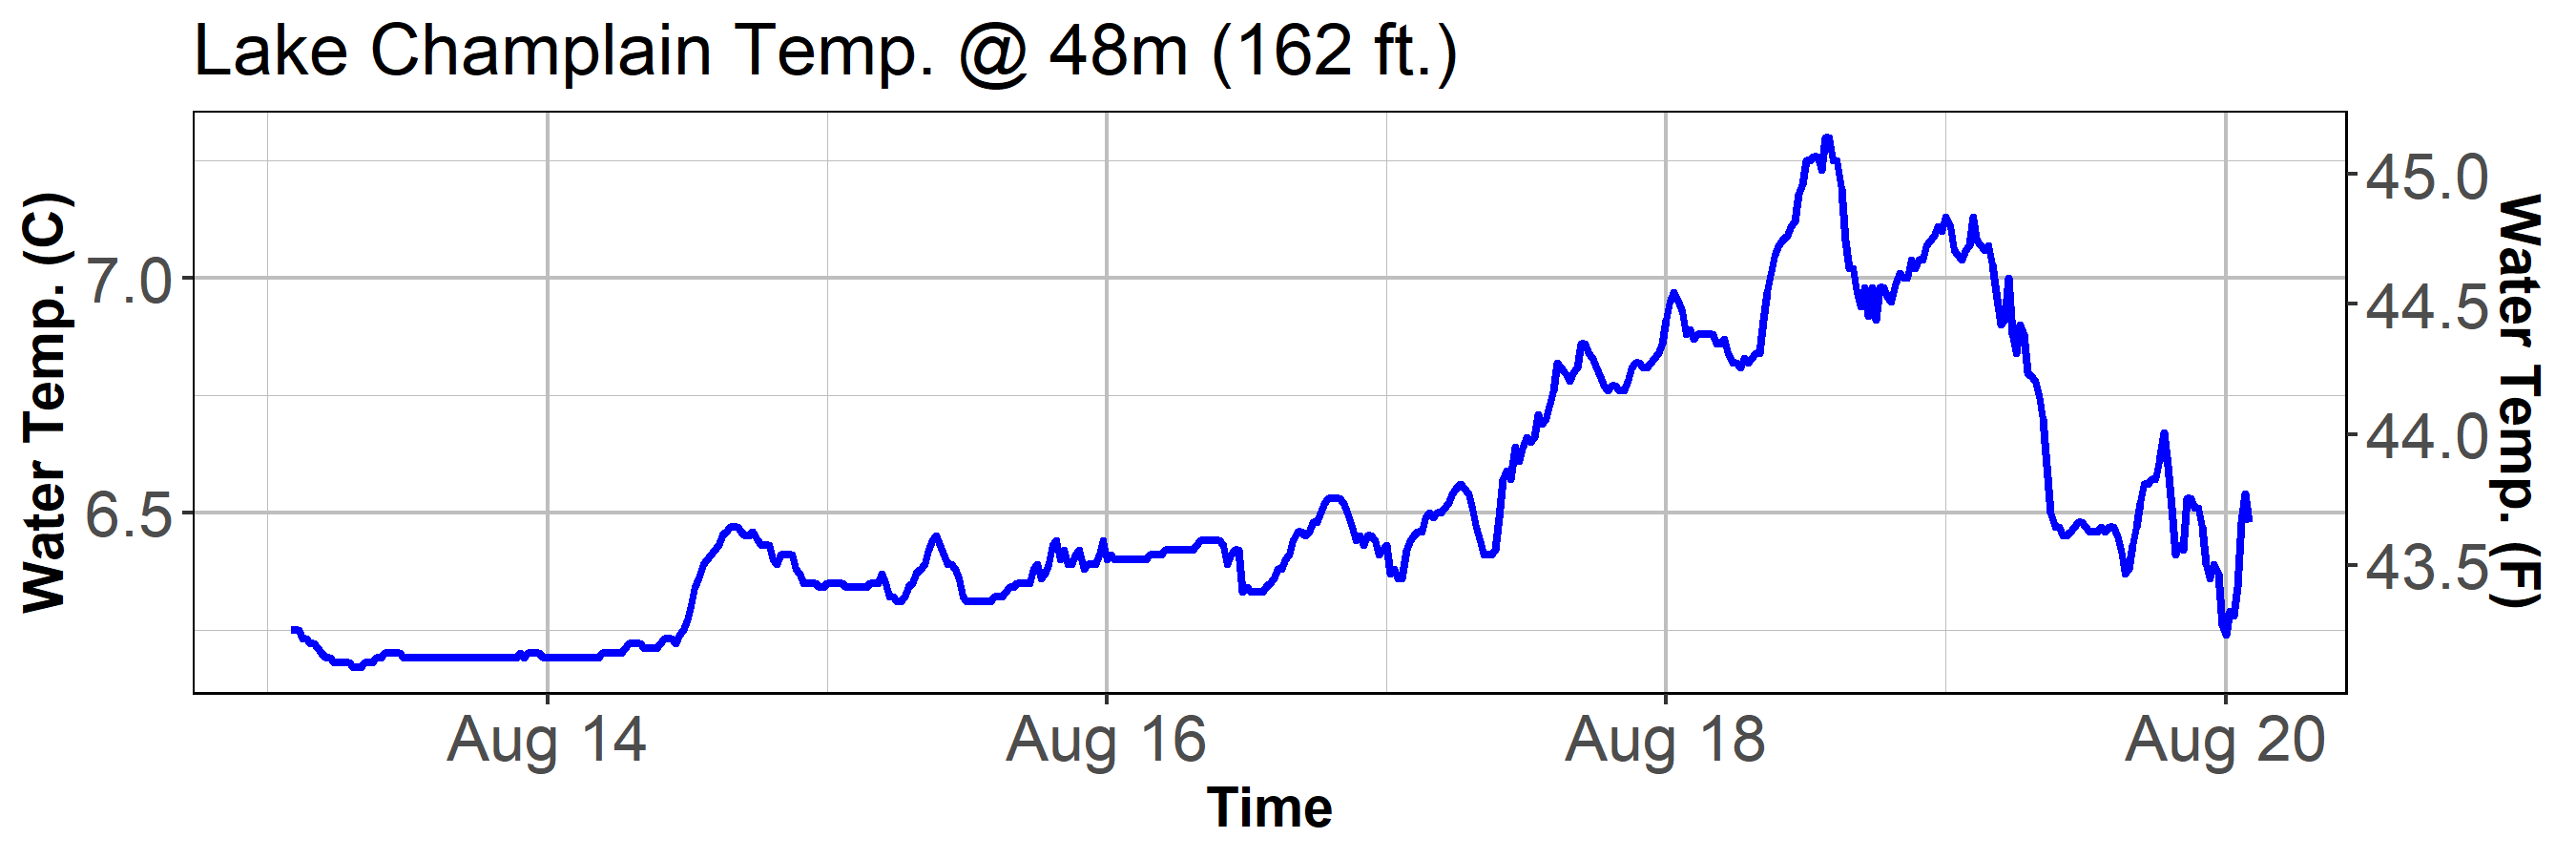 Lake Champlain Temp. @ 48m (162 ft.)
Water Temp. (C)
7.0
6.5
45.0
44.5
44.0
43.5
Water Temp. (F)
Aug 14 Aug 16 Aug 18 Aug 20
Time